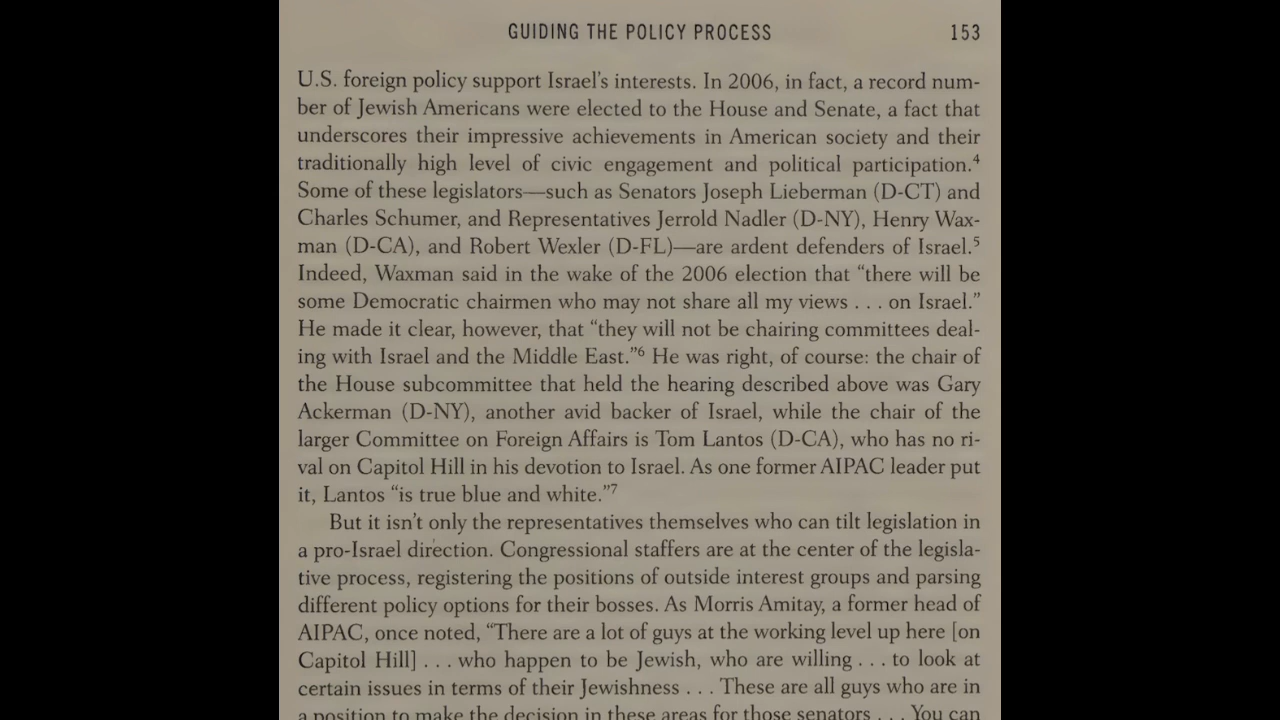 GUIDING THE POLICY PROCESS 153
U.S. foreign policy support Israel’s interests. In 2006, in fact, a record num-
ber of Jewish Americans were elected to the House and Senate, a fact that
underscores their impressive achievements in American society and their
traditionally high level of civic engagement and political participation.⁴
Some of these legislators—such as Senators Joseph Lieberman (D-CT) and
Charles Schumer, and Representatives Jerrold Nadler (D-NY), Henry Wax-
man (D-CA), and Robert Wexler (D-FL)—are ardent defenders of Israel.⁵
Indeed, Waxman said in the wake of the 2006 election that “there will be
some Democratic chairmen who may not share all my views . . . on Israel.”
He made it clear, however, that “they will not be chairing committees deal-
ing with Israel and the Middle East.”⁶ He was right, of course: the chair of
the House subcommittee that held the hearing described above was Gary
Ackerman (D-NY), another avid backer of Israel, while the chair of the
larger Committee on Foreign Affairs is Tom Lantos (D-CA), who has no ri-
val on Capitol Hill in his devotion to Israel. As one former AIPAC leader put
it, Lantos “is true blue and white.”⁷
But it isn’t only the representatives themselves who can tilt legislation in
a pro-Israel direction. Congressional staffers are at the center of the legisla-
tive process, registering the positions of outside interest groups and parsing
different policy options for their bosses. As Morris Amitay, a former head of
AIPAC, once noted, “There are a lot of guys at the working level up here [on
Capitol Hill] . . . who happen to be Jewish, who are willing . . . to look at
certain issues in terms of their Jewishness . . . These are all guys who are in
a position to make the decision in these areas for those senators . . . You can